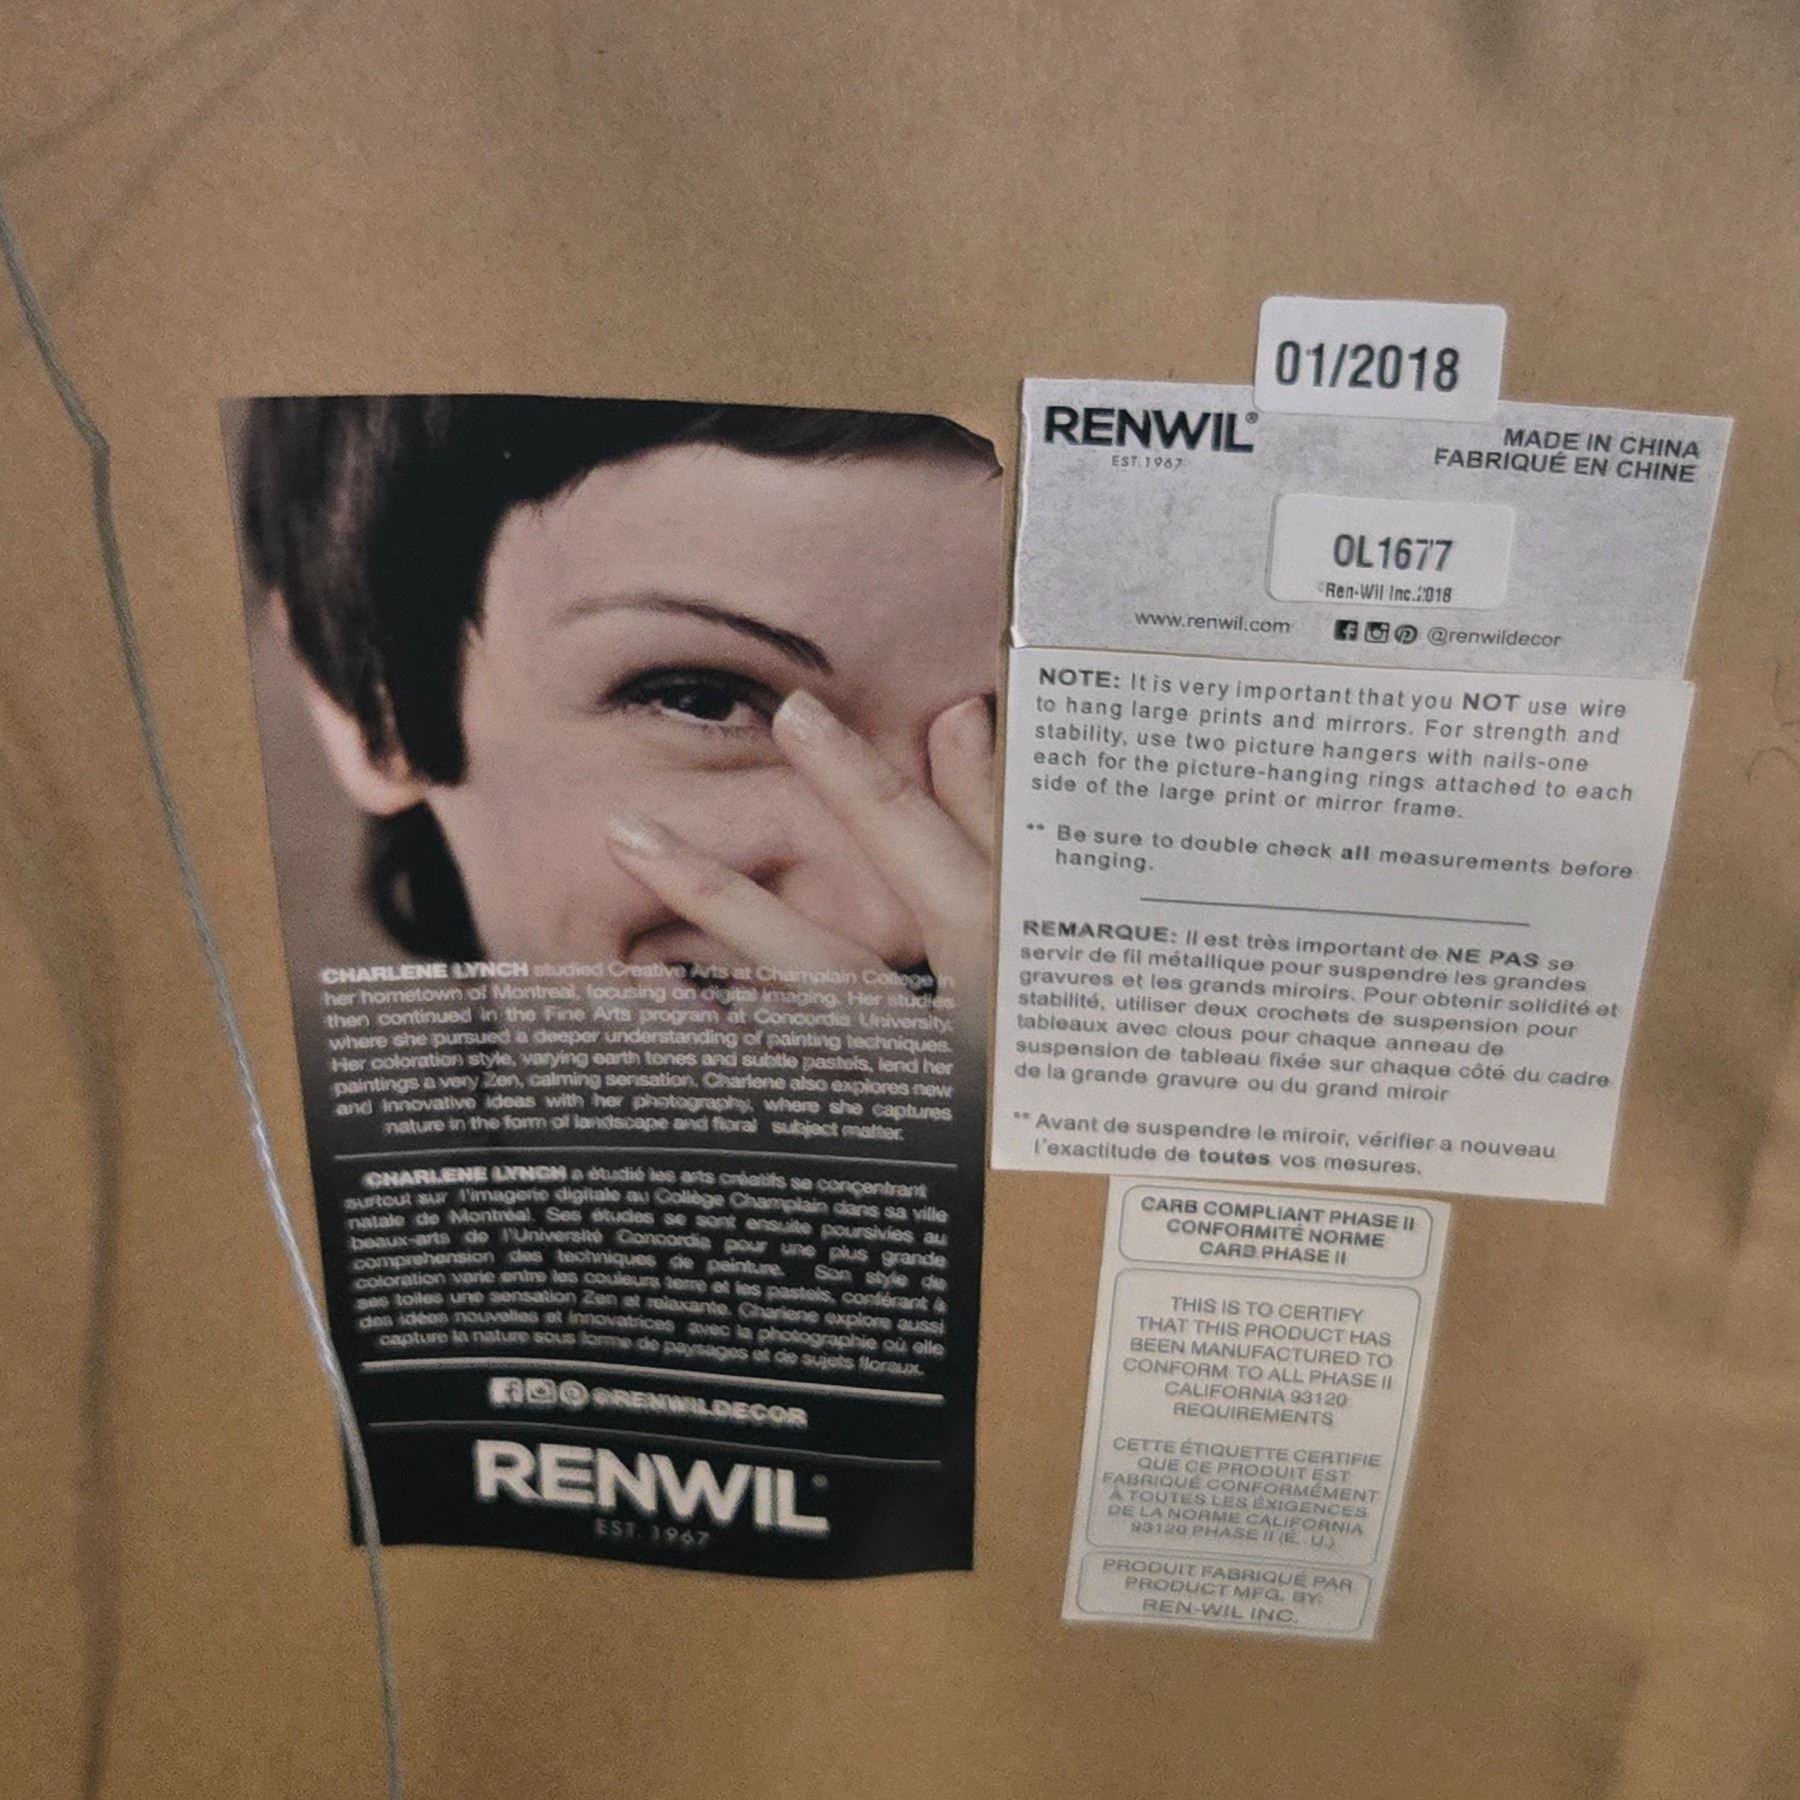 01/2018
RENWIL®
EST.1967
MADE IN CHINA
FABRIQUÉ EN CHINE
OL1677
©Ren-Wil Inc.2018
www.renwil.com @renwildecor
NOTE: It is very important that you NOT use wire
to hang large prints and mirrors. For strength and
stability, use two picture hangers with nails-one
each for the picture-hanging rings attached to each
side of the large print or mirror frame.
** Be sure to double check all measurements before
hanging.
REMARQUE: Il est très important de NE PAS se
servir de fil métallique pour suspendre les grandes
gravures et les grands miroirs. Pour obtenir solidité et
stabilité, utiliser deux crochets de suspension pour
tableaux avec clous pour chaque anneau de
suspension de tableau fixée sur chaque côté du cadre
de la grande gravure ou du grand miroir
** Avant de suspendre le miroir, vérifier a nouveau
l'exactitude de toutes vos mesures.
CARB COMPLIANT PHASE II
CONFORMITÉ NORME
CARB PHASE II
THIS IS TO CERTIFY
THAT THIS PRODUCT HAS
BEEN MANUFACTURED TO
CONFORM TO ALL PHASE II
CALIFORNIA 93120
REQUIREMENTS
CETTE ÉTIQUETTE CERTIFIE
QUE CE PRODUIT EST
FABRIQUÉ CONFORMÉMENT
À TOUTES LES ÉXIGENCES
DE LA NORME CALIFORNIA
93120 PHASE II (É. U.)
PRODUIT FABRIQUÉ PAR
PRODUCT MFG. BY:
REN-WIL INC.
CHARLENE LYNCH studied Creative Arts at Champlain College in
her hometown of Montreal, focusing on digital imaging. Her studies
then continued in the Fine Arts program at Concordia University,
where she pursued a deeper understanding of painting techniques.
Her coloration style, varying earth tones and subtle pastels, lend her
paintings a very Zen, calming sensation. Charlene also explores new
and innovative ideas with her photography, where she captures
nature in the form of landscape and floral subject matter.
CHARLENE LYNCH a étudié les arts créatifs se conçentrant
surtout sur l'imagerie digitale au Collège Champlain dans sa ville
natale de Montréal. Ses études se sont ensuite poursivies au
beaux-arts de l'Université Concordia pour une plus grande
comprehension des techniques de peinture. Son style de
coloration varie entre les couleurs terre et les pastels, conférant à
ses toiles une sensation Zen et relaxante. Charlene explore aussi
des idées nouvelles et innovatrices avec la photographie où elle
capture la nature sous forme de paysages et de sujets floraux.
@RENWILDECOR
RENWIL®
EST. 1967